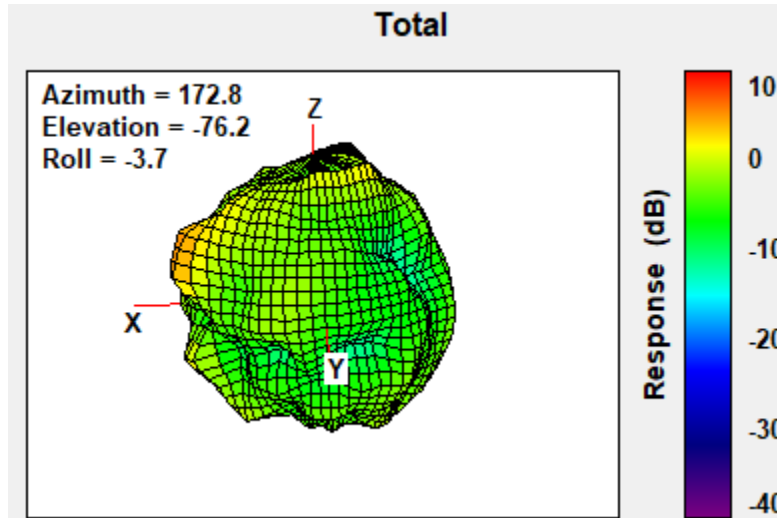 Total
Azimuth = 172.8
Elevation = -76.2
Roll = -3.7
Z
X
Y
Response (dB)
10
0
-10
-20
-30
-40